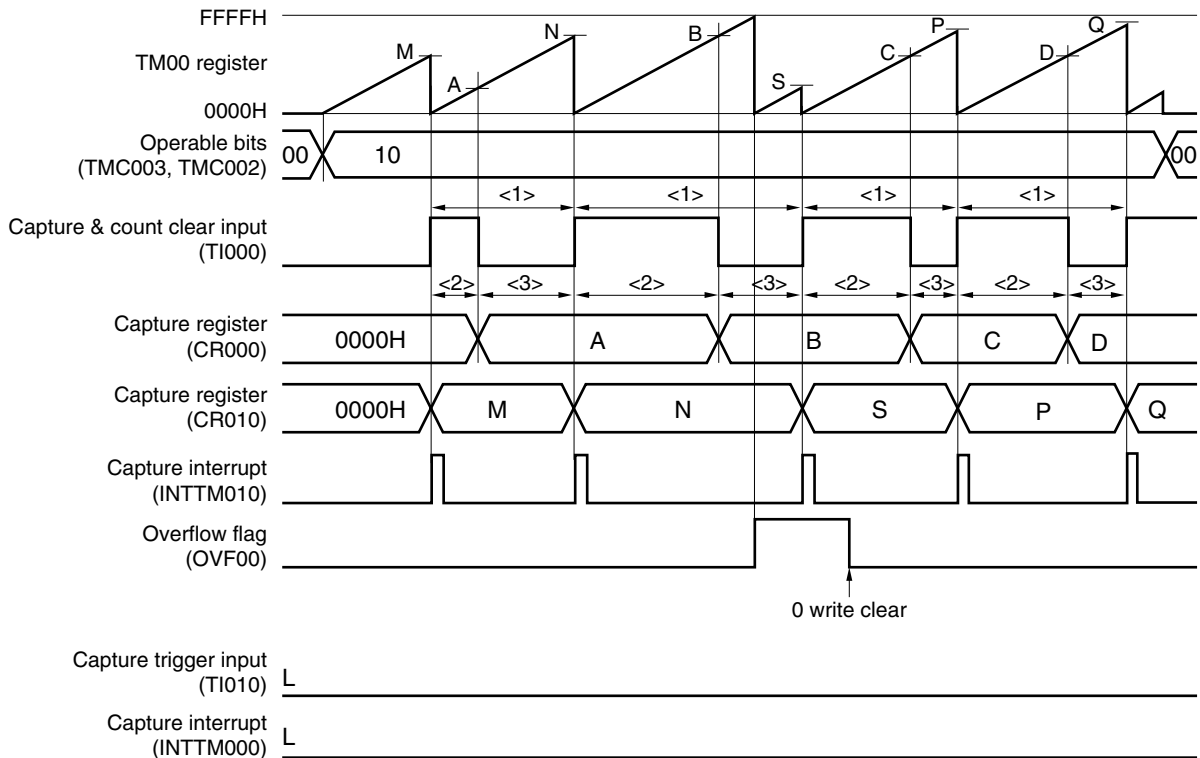 FFFFH
TM00 register
0000H
M
A
N
B
S
C
P
D
Q
Operable bits
(TMC003, TMC002)
00
10
00
<1>
<1>
<1>
<1>
Capture & count clear input
(TI000)
<2>
<3>
<2>
<3>
<2>
<3>
<2>
<3>
Capture register
(CR000)
0000H
A
B
C
D
Capture register
(CR010)
0000H
M
N
S
P
Q
Capture interrupt
(INTTM010)
Overflow flag
(OVF00)
0 write clear
Capture trigger input
(TI010)
L
Capture interrupt
(INTTM000)
L